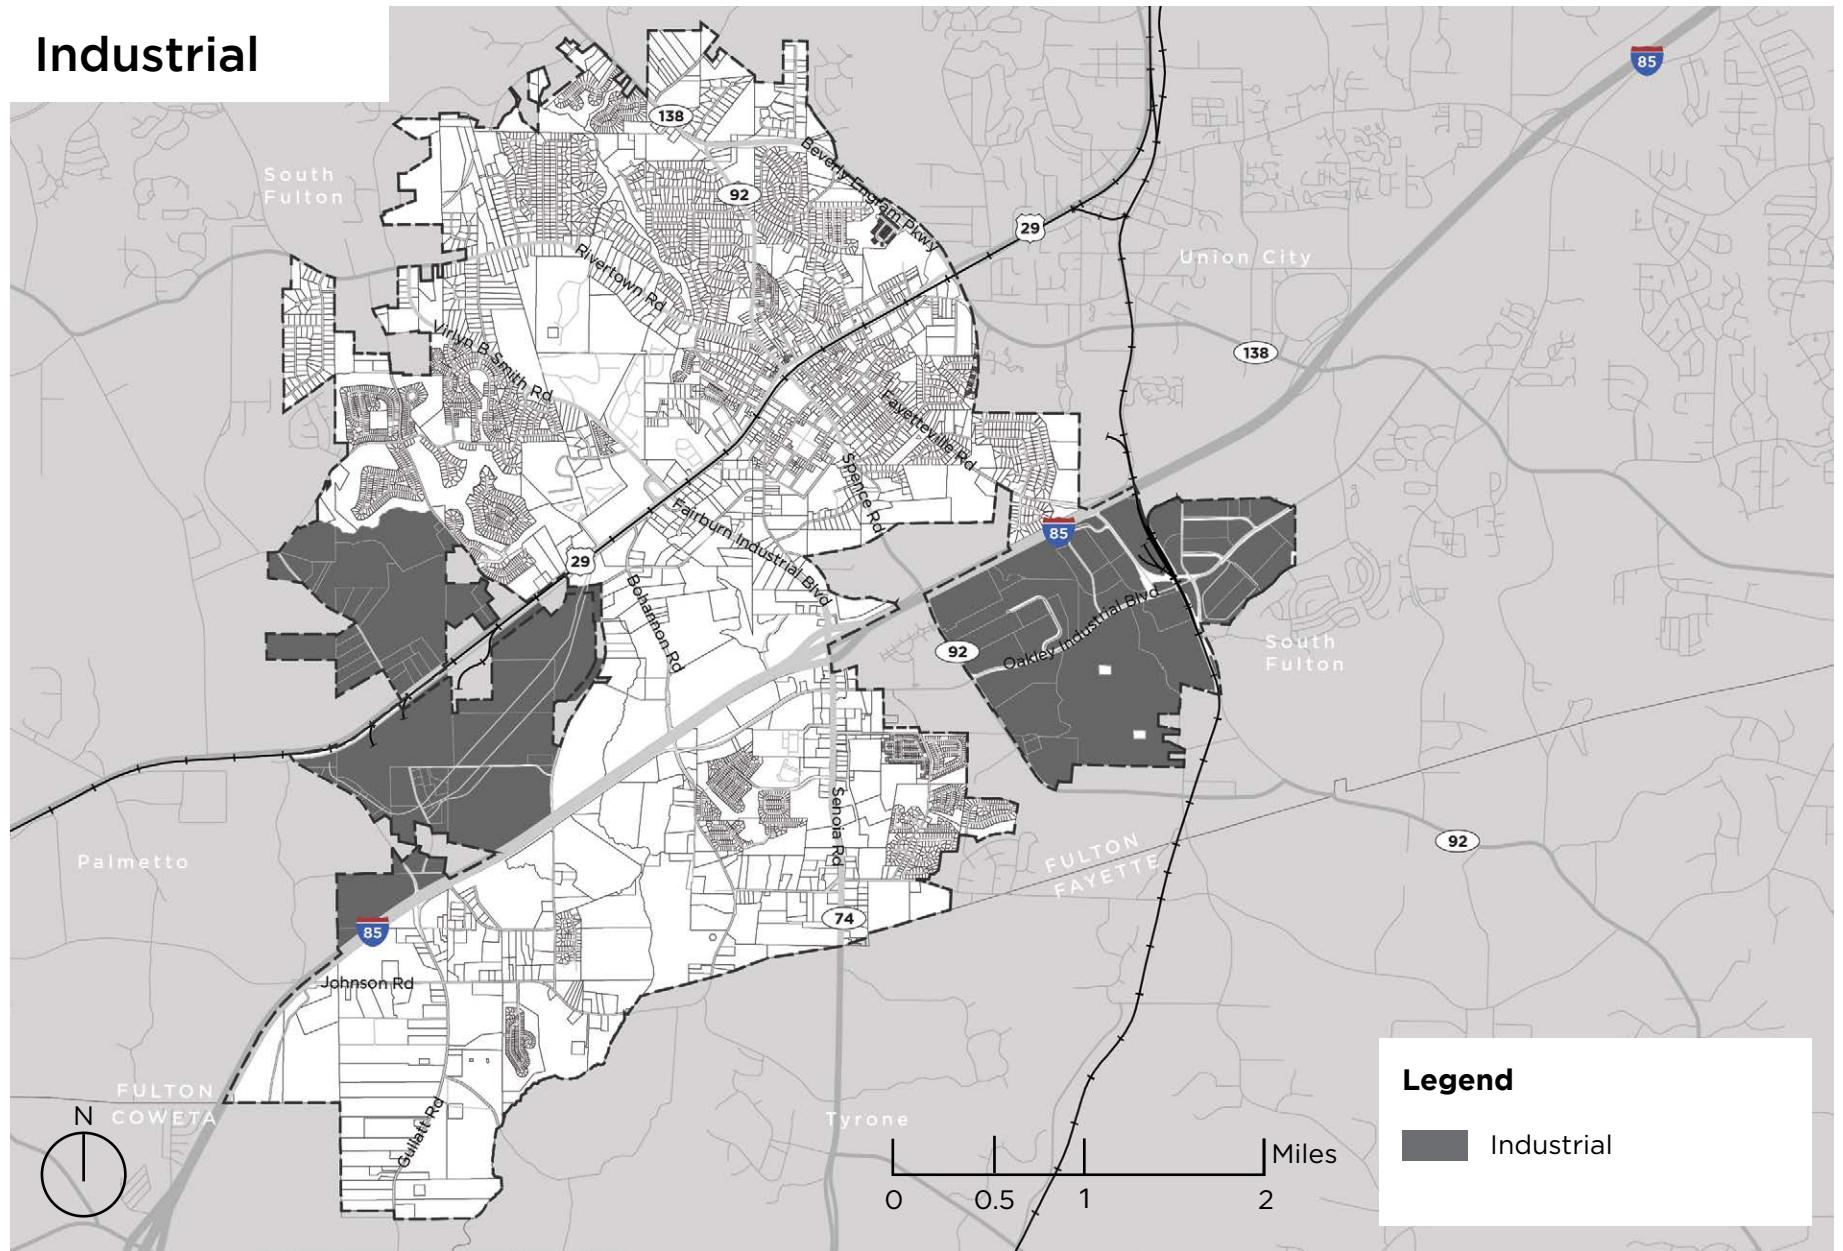 Industrial
85
138
South
Fulton
Beverly Engram Pkwy
92
29
Union City
Rivertown Rd
Virlyn B Smith Rd
138
Fayetteville Rd
Spence Rd
Fairburn Industrial Blvd
85
29
Bohannon Rd
Oakley Industrial Blvd
92
South
Fulton
Senoia Rd
Palmetto
FULTON
FAYETTE
92
74
85
Johnson Rd
FULTON
COWETA
N
Gullatt Rd
Tyrone
Miles
0
0.5
1
2
Legend
Industrial